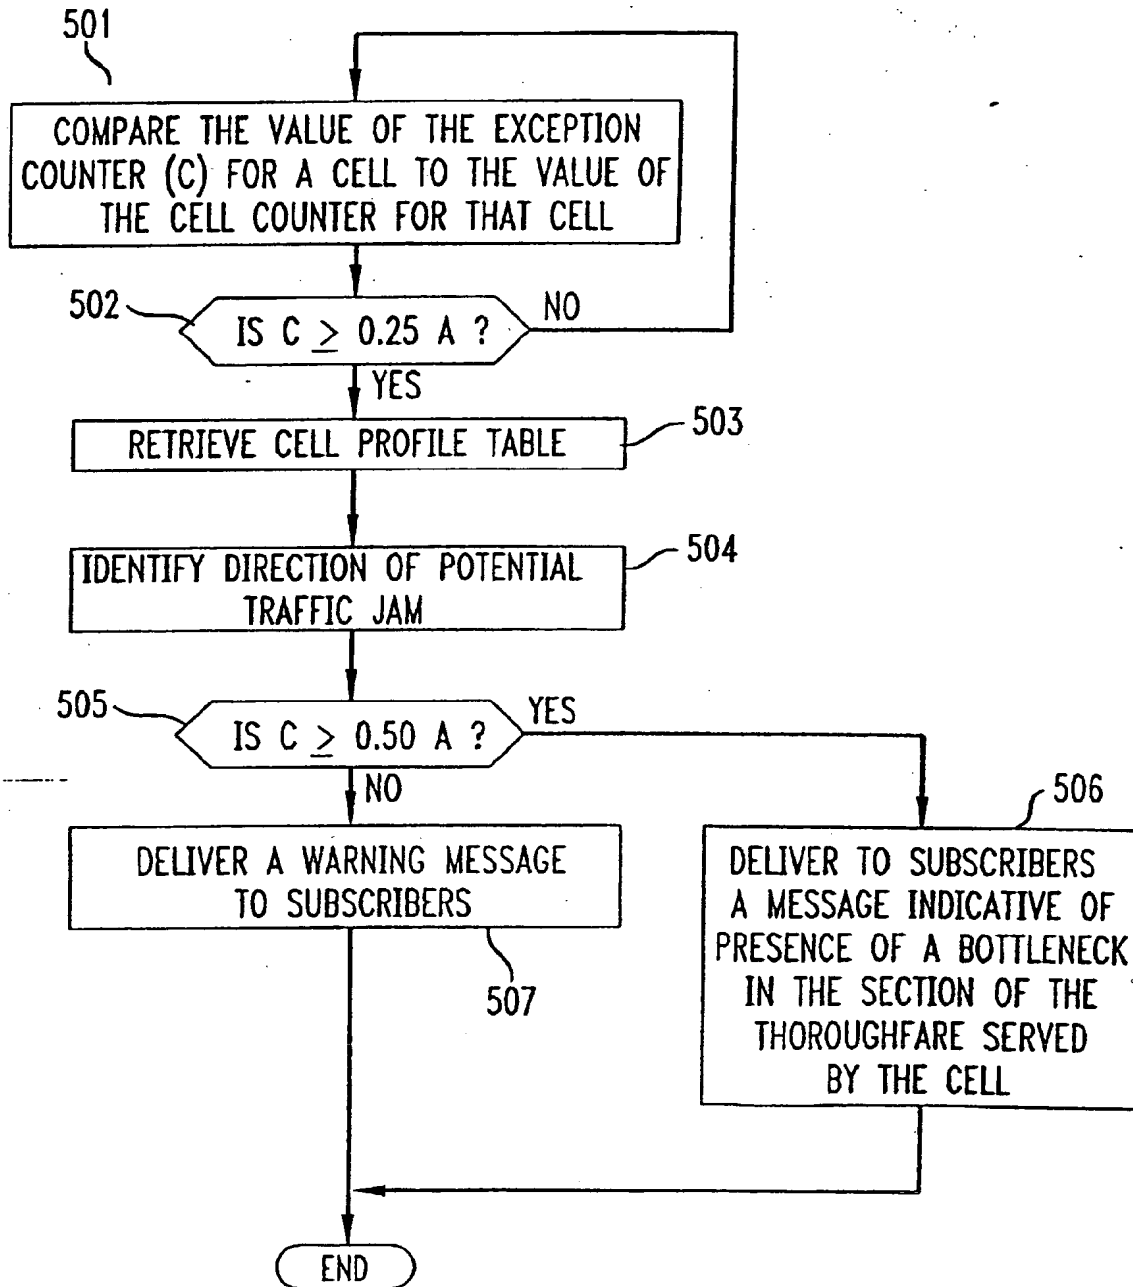 501
COMPARE THE VALUE OF THE EXCEPTION
COUNTER (C) FOR A CELL TO THE VALUE OF
THE CELL COUNTER FOR THAT CELL
502
IS C ≥ 0.25 A ?
NO
YES
RETRIEVE CELL PROFILE TABLE
503
IDENTIFY DIRECTION OF POTENTIAL
TRAFFIC JAM
504
505
IS C ≥ 0.50 A ?
YES
NO
DELIVER A WARNING MESSAGE
TO SUBSCRIBERS
507
506
DELIVER TO SUBSCRIBERS
A MESSAGE INDICATIVE OF
PRESENCE OF A BOTTLENECK
IN THE SECTION OF THE
THOROUGHFARE SERVED
BY THE CELL
END